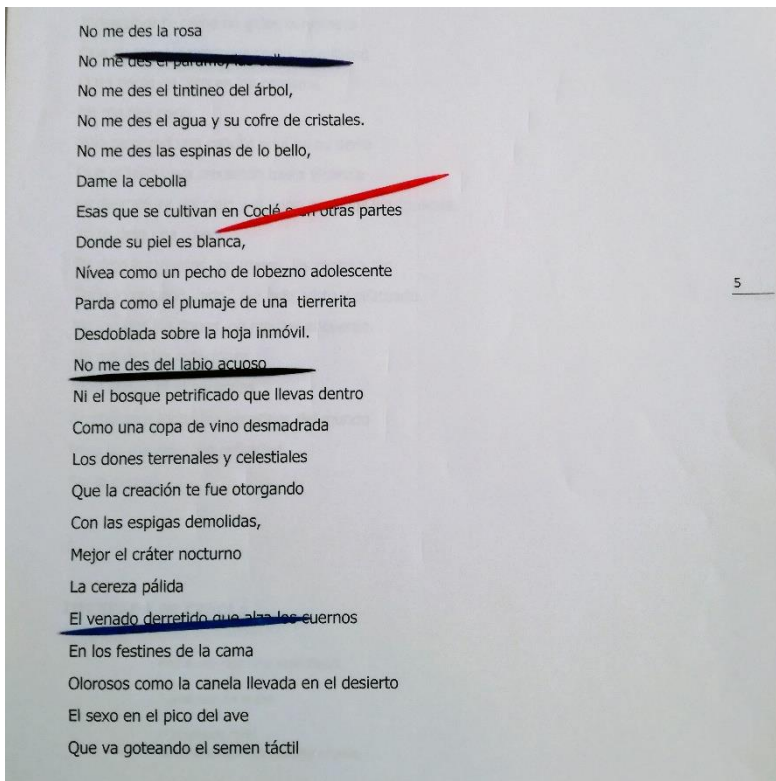 No me des la rosa
No me des el páramo,
No me des el tintineo del árbol,
No me des el agua y su cofre de cristales.
No me des las espinas de lo bello,
Dame la cebolla
Esas que se cultivan en Coclé o en otras partes
Donde su piel es blanca,
Nívea como un pecho de lobezno adolescente
5
Parda como el plumaje de una tierrerita
Desdoblada sobre la hoja inmóvil.
No me des del labio acuoso
Ni el bosque petrificado que llevas dentro
Como una copa de vino desmadrada
Los dones terrenales y celestiales
Que la creación te fue otorgando
Con las espigas demolidas,
Mejor el cráter nocturno
La cereza pálida
El venado derretido que alza los cuernos
En los festines de la cama
Olorosos como la canela llevada en el desierto
El sexo en el pico del ave
Que va goteando el semen táctil